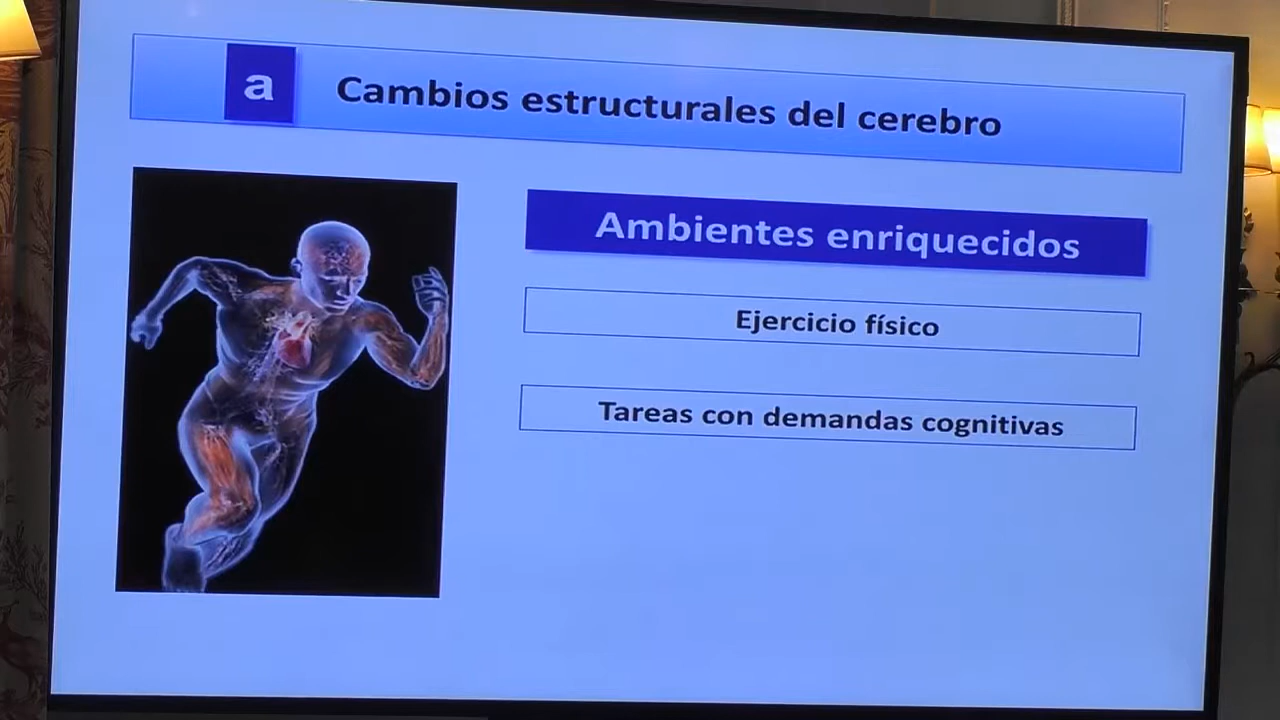 a
Cambios estructurales del cerebro
Ambientes enriquecidos
Ejercicio físico
Tareas con demandas cognitivas